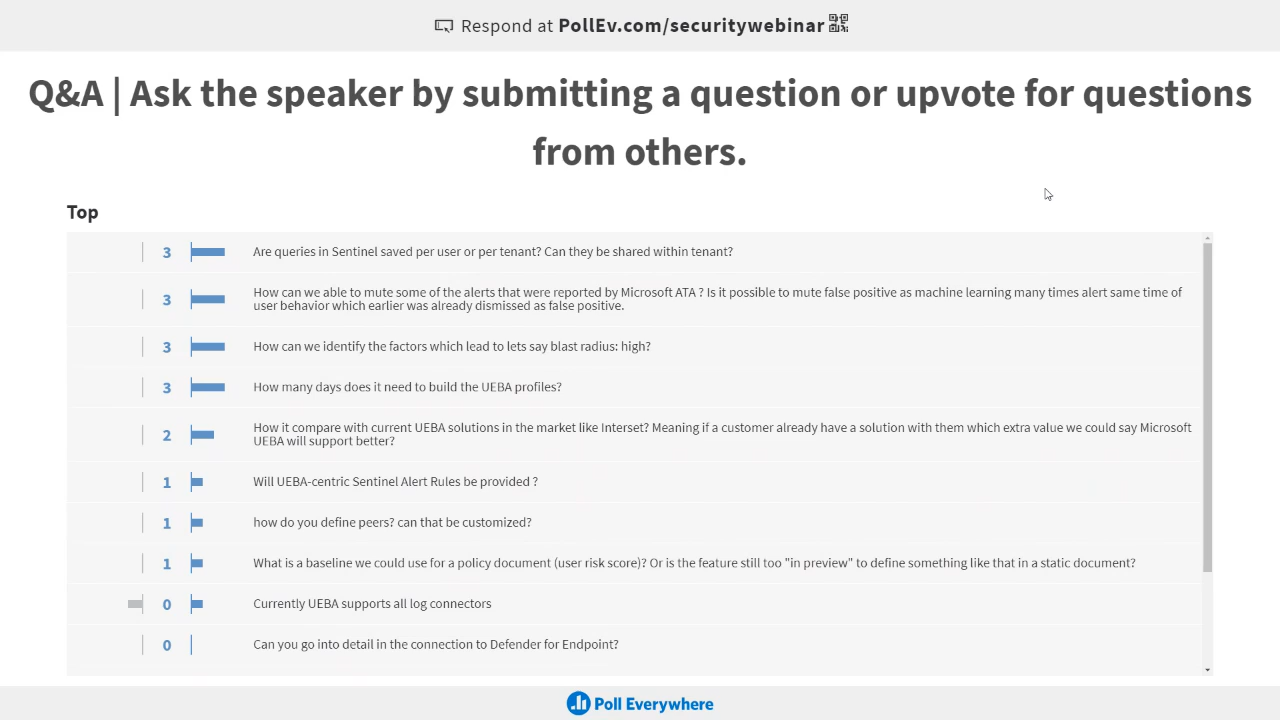 Respond at PollEv.com/securitywebinar
Q&A | Ask the speaker by submitting a question or upvote for questions
from others.
Top
3 Are queries in Sentinel saved per user or per tenant? Can they be shared within tenant?
3 How can we able to mute some of the alerts that were reported by Microsoft ATA ? Is it possible to mute false positive as machine learning many times alert same time of
user behavior which earlier was already dismissed as false positive.
3 How can we identify the factors which lead to lets say blast radius: high?
3 How many days does it need to build the UEBA profiles?
2 How it compare with current UEBA solutions in the market like Internet? Meaning if a customer already have a solution with them which extra value we could say Microsoft
UEBA will support better?
1 Will UEBA-centric Sentinel Alert Rules be provided ?
1 how do you define peers? can that be customized?
1 What is a baseline we could use for a policy document (user risk score)? Or is the feature still too "in preview" to define something like that in a static document?
0 Currently UEBA supports all log connectors
0 Can you go into detail in the connection to Defender for Endpoint?
Poll Everywhere